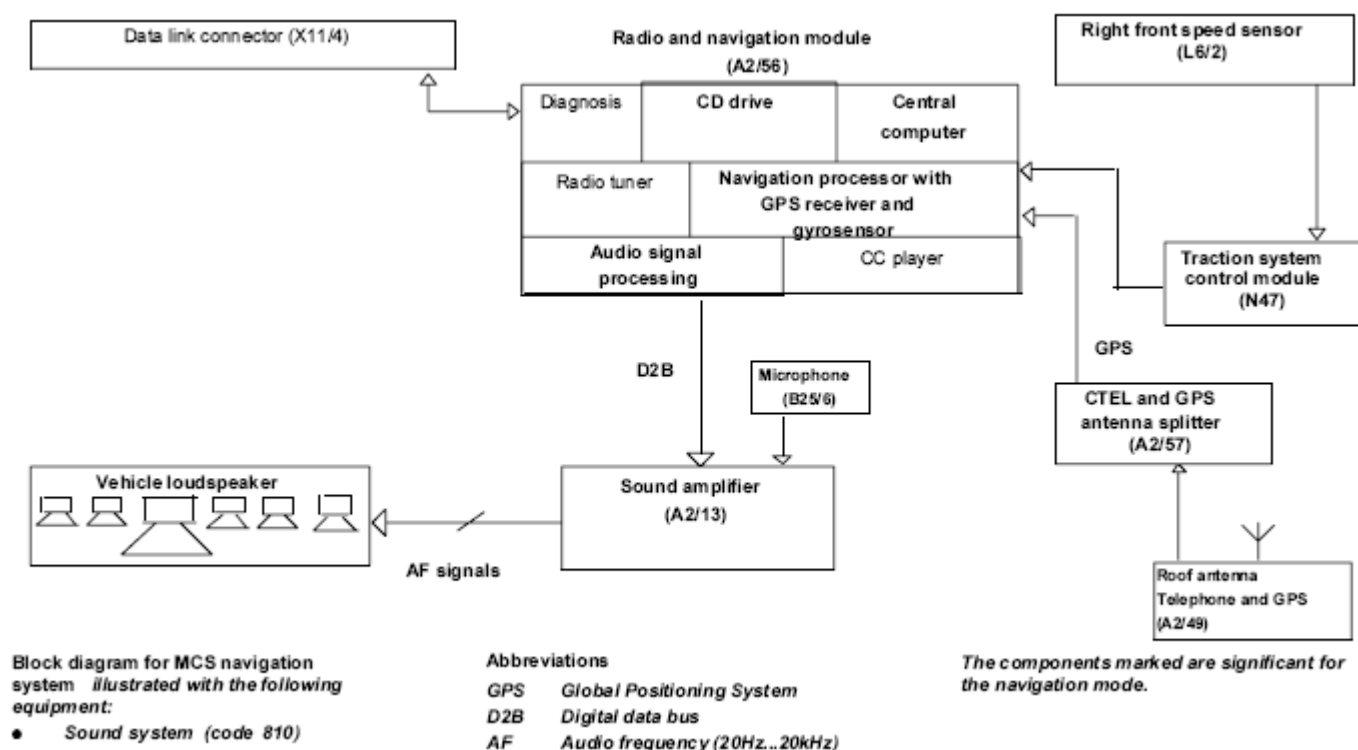 Data link connector (X11/4)
Radio and navigation module
(A2/56)
Right front speed sensor
(L6/2)
Diagnosis
CD drive
Central
computer
Radio tuner
Navigation processor with
GPS receiver and
gyrosensor
Audio signal
processing
CC player
Traction system
control module
(N47)
GPS
D2B
Microphone
(B25/6)
CTEL and GPS
antenna splitter
(A2/57)
Vehicle loudspeaker
Sound amplifier
(A2/13)
AF signals
Roof antenna
Telephone and GPS
(A2/49)
Block diagram for MCS navigation
system illustrated with the following
equipment:
● Sound system (code 810)
Abbreviations
GPS Global Positioning System
D2B Digital data bus
AF Audio frequency (20Hz...20kHz)
The components marked are significant for
the navigation mode.